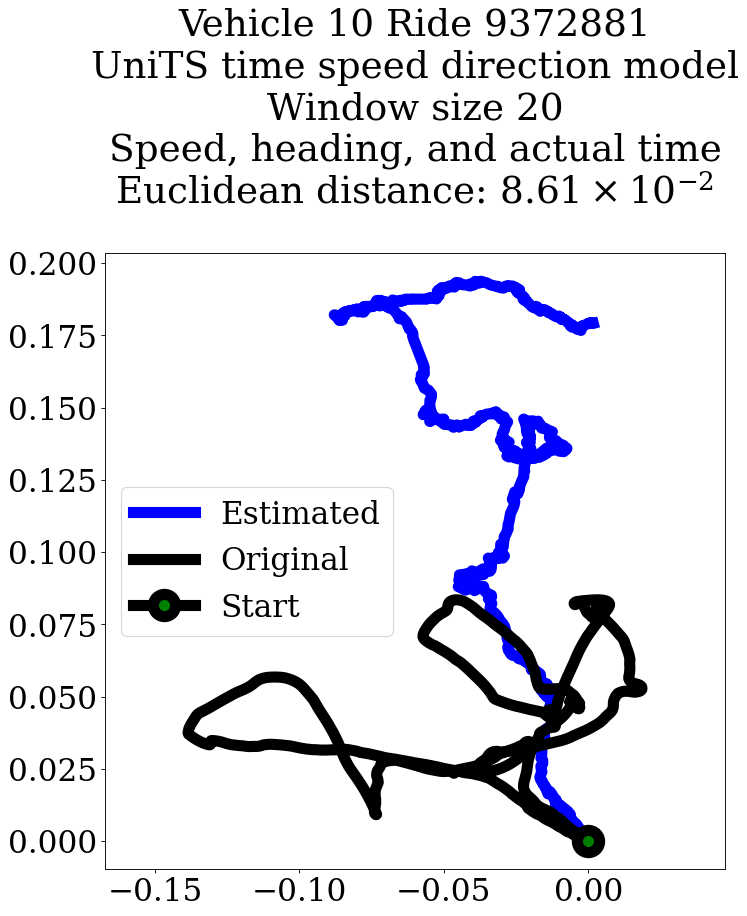 Vehicle 10 Ride 9372881
UniTS time speed direction model
Window size 20
Speed, heading, and actual time
Euclidean distance: 8.61 × 10⁻²
0.200
0.175
0.150
0.125
0.100
0.075
0.050
0.025
0.000
Estimated
Original
Start
−0.15
−0.10
−0.05
0.00